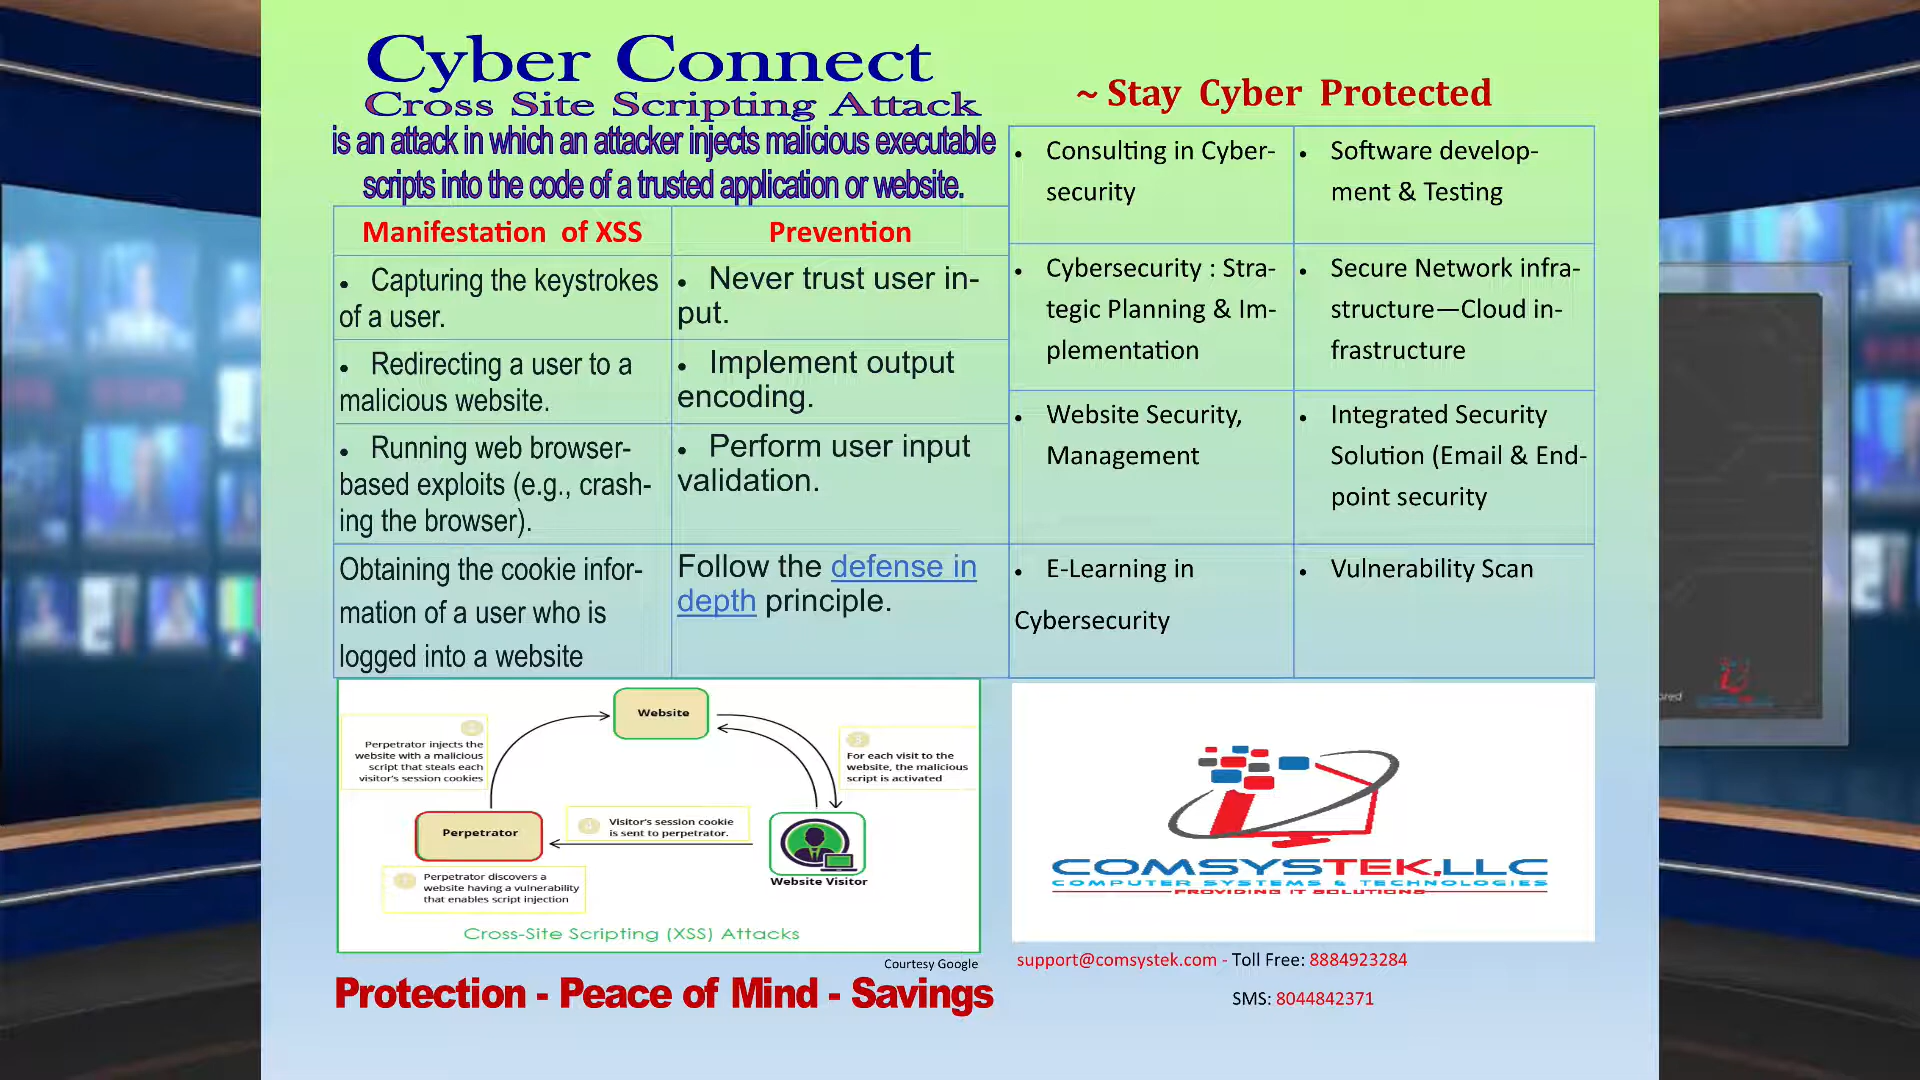 Cyber Connect
Cross Site Scripting Attack
is an attack in which an attacker injects malicious executable
scripts into the code of a trusted application or website.
Manifestation of XSS
Prevention
• Capturing the keystrokes
of a user.
• Never trust user in-
put.
• Redirecting a user to a
malicious website.
• Implement output
encoding.
• Running web browser-
based exploits (e.g., crash-
ing the browser).
• Perform user input
validation.
Obtaining the cookie infor-
mation of a user who is
logged into a website
Follow the defense in
depth principle.
Website
2
Perpetrator injects the
website with a malicious
script that steals each
visitor's session cookies
3
For each visit to the
website, the malicious
script is activated
Perpetrator
4
Visitor's session cookie
is sent to perpetrator.
Website Visitor
1
Perpetrator discovers a
website having a vulnerability
that enables script injection
Cross-Site Scripting (XSS) Attacks
Courtesy Google
Protection - Peace of Mind - Savings
~ Stay Cyber Protected
• Consulting in Cyber-
security
• Software develop-
ment & Testing
• Cybersecurity : Stra-
tegic Planning & Im-
plementation
• Secure Network infra-
structure—Cloud in-
frastructure
• Website Security,
Management
• Integrated Security
Solution (Email & End-
point security
• E-Learning in
Cybersecurity
• Vulnerability Scan
COMSYSTEK.LLC
COMPUTER SYSTEMS & TECHNOLOGIES
PROVIDING IT SOLUTIONS
support@comsystek.com - Toll Free: 8884923284
SMS: 8044842371